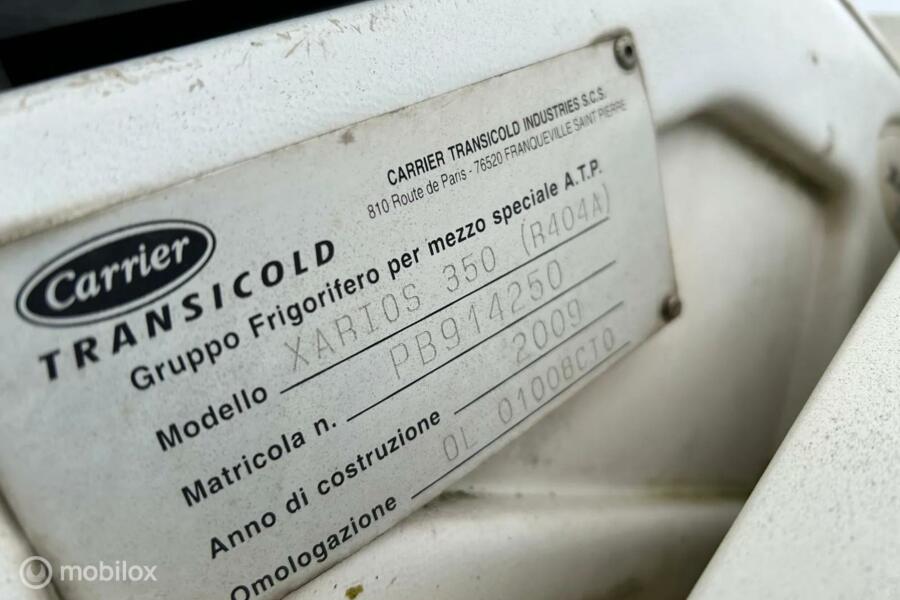 CARRIER TRANSICOLD INDUSTRIES S.C.S.
810 Route de Paris - 76520 FRANQUEVILLE SAINT PIERRE
Carrier
TRANSICOLD
Gruppo Frigorifero per mezzo speciale A.T.P.
Modello XARIOS 350 (R404A)
Matricola n. PB914250
Anno di costruzione 2009
Omologazione OL 01008CTO
mobilox